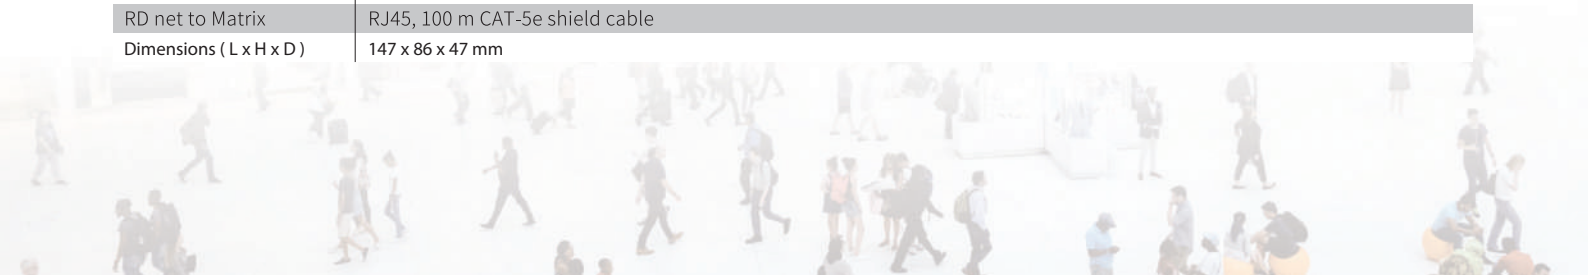 RD net to Matrix RJ45, 100 m CAT-5e shield cable
Dimensions ( L x H x D ) 147 x 86 x 47 mm